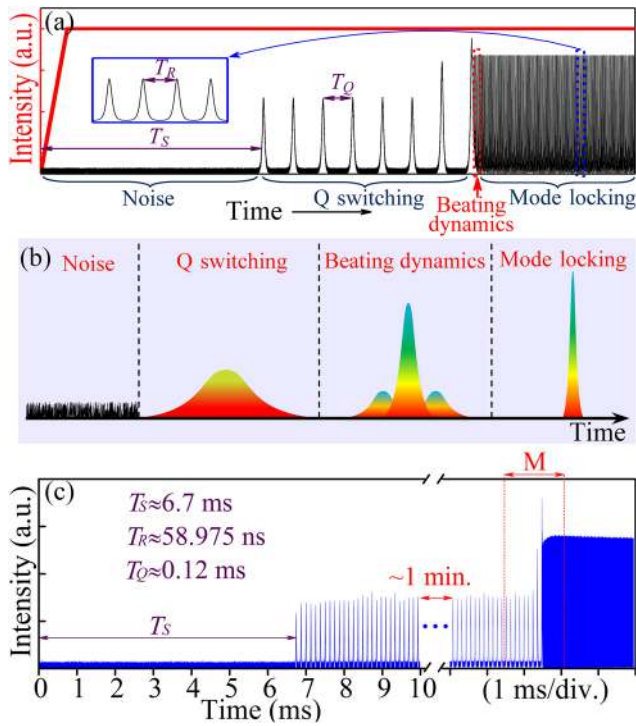 (a)
Intensity (a.u.)
T_R
T_Q
T_S
Noise
Time
Q switching
Beating
dynamics
Mode locking
(b)
Noise
Q switching
Beating dynamics
Mode locking
Time
(c)
Intensity (a.u.)
T_S≈6.7 ms
T_R≈58.975 ns
T_Q≈0.12 ms
M
~1 min.
T_S
0 1 2 3 4 5 6 7 8 9 10
Time (ms)
(1 ms/div.)